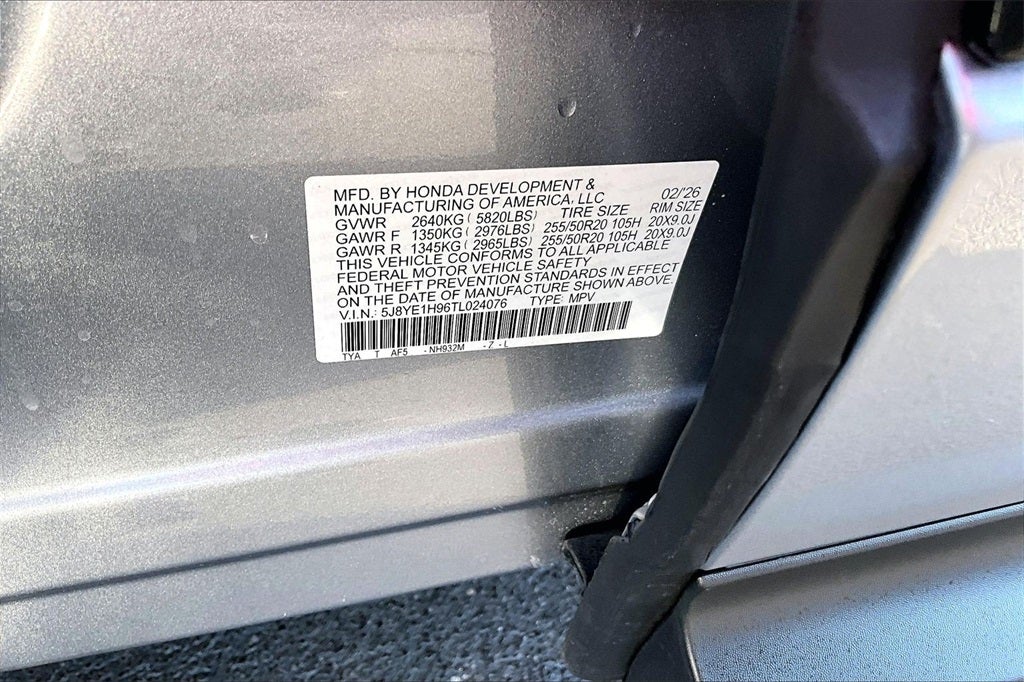 MFD. BY HONDA DEVELOPMENT & 02/'26
MANUFACTURING OF AMERICA, LLC
GVWR 2640KG ( 5820LBS) TIRE SIZE RIM SIZE
GAWR F 1350KG ( 2976LBS) 255/50R20 105H 20X9.0J
GAWR R 1345KG ( 2965LBS) 255/50R20 105H 20X9.0J
THIS VEHICLE CONFORMS TO ALL APPLICABLE
FEDERAL MOTOR VEHICLE SAFETY
AND THEFT PREVENTION STANDARDS IN EFFECT
ON THE DATE OF MANUFACTURE SHOWN ABOVE.
V.I.N.: 5J8YE1H96TL024076 TYPE: MPV
TYA T AF5 - NH932M - Z - L